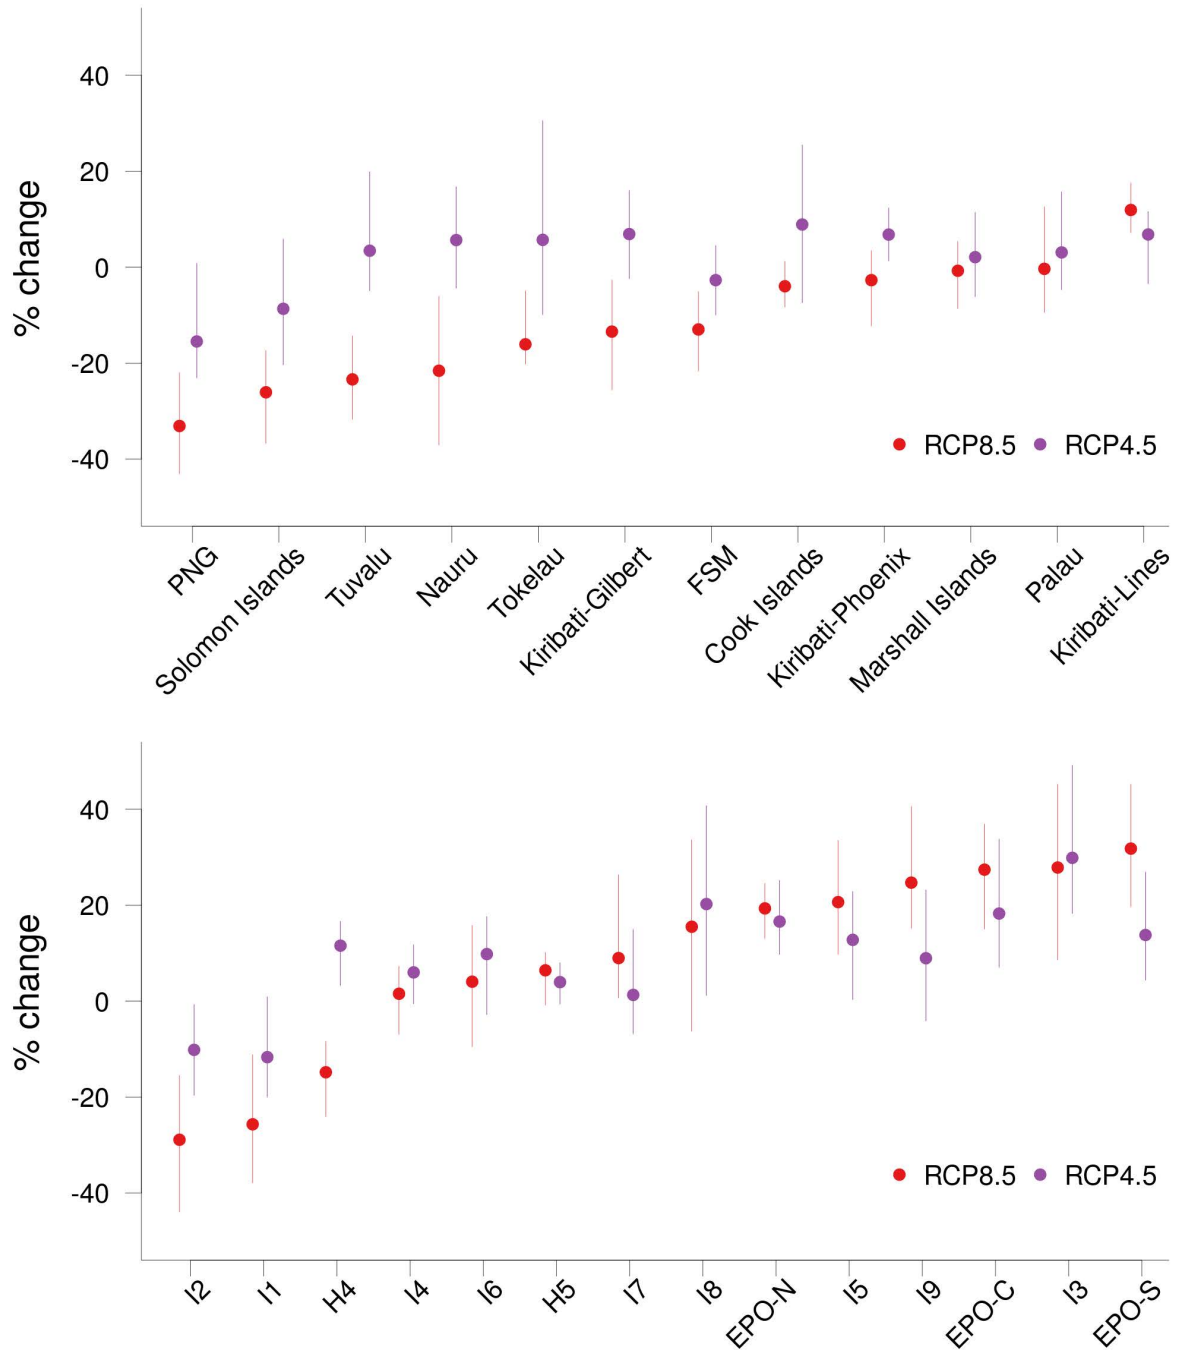 40
20
0
-20
-40
% change
RCP8.5 RCP4.5
PNG
Solomon Islands
Tuvalu
Nauru
Tokelau
Kiribati-Gilbert
FSM
Cook Islands
Kiribati-Phoenix
Marshall Islands
Palau
Kiribati-Lines
40
20
0
-20
-40
% change
RCP8.5 RCP4.5
I2
I1
H4
I4
I6
H5
I7
I8
EPO-N
I5
I9
EPO-C
I3
EPO-S